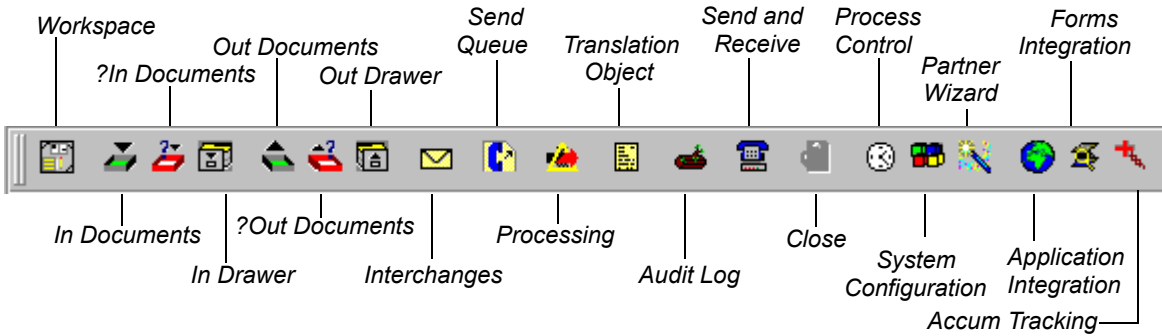 Workspace
?In Documents
Out Documents
Out Drawer
Send
Queue
Translation
Object
Send and
Receive
Process
Control
Partner
Wizard
Forms
Integration
In Documents
In Drawer
?Out Documents
Interchanges
Processing
Audit Log
Close
System
Configuration
Application
Integration
Accum Tracking